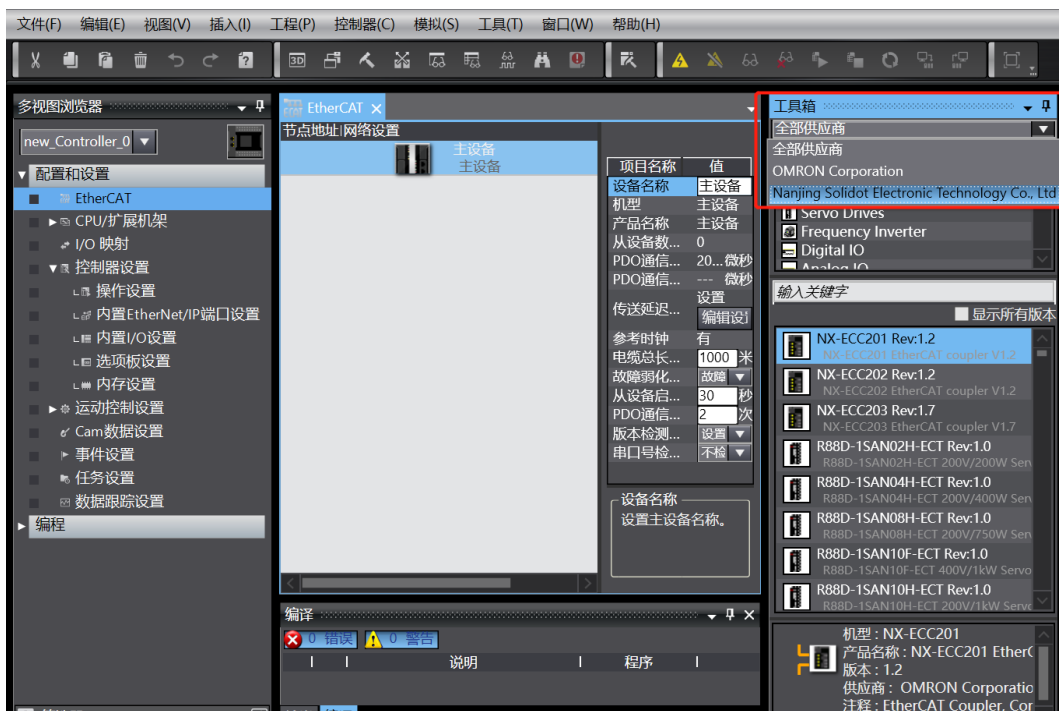 文件(F) 编辑(E) 视图(V) 插入(I) 工程(P) 控制器(C) 模拟(S) 工具(T) 窗口(W) 帮助(H)
多视图浏览器
new_Controller_0
配置和设置
EtherCAT
CPU/扩展机架
I/O 映射
控制器设置
操作设置
内置EtherNet/IP端口设置
内置I/O设置
选项板设置
内存设置
运动控制设置
Cam数据设置
事件设置
任务设置
数据跟踪设置
编程
EtherCAT
节点地址|网络设置
主设备
主设备
项目名称 值
设备名称 主设备
机型 主设备
产品名称 主设备
从设备数... 0
PDO通信... 20...微秒
PDO通信... --- 微秒
传送延迟... 设置
编辑设
参考时钟 有
电缆总长... 1000 米
故障弱化... 故障
从设备启... 30 秒
PDO通信... 2 次
版本检测... 设置
串口号检... 不检
设备名称
设置主设备名称。
编译
0 错误 0 警告
说明 程序
工具箱
全部供应商
全部供应商
OMRON Corporation
Nanjing Solidot Electronic Technology Co., Ltd
Servo Drives
Frequency Inverter
Digital IO
Analog IO
输入关键字
显示所有版本
NX-ECC201 Rev:1.2
NX-ECC201 EtherCAT coupler V1.2
NX-ECC202 Rev:1.2
NX-ECC202 EtherCAT coupler V1.2
NX-ECC203 Rev:1.7
NX-ECC203 EtherCAT coupler V1.7
R88D-1SAN02H-ECT Rev:1.0
R88D-1SAN02H-ECT 200V/200W Ser
R88D-1SAN04H-ECT Rev:1.0
R88D-1SAN04H-ECT 200V/400W Ser
R88D-1SAN08H-ECT Rev:1.0
R88D-1SAN08H-ECT 200V/750W Ser
R88D-1SAN10F-ECT Rev:1.0
R88D-1SAN10F-ECT 400V/1kW Servo
R88D-1SAN10H-ECT Rev:1.0
R88D-1SAN10H-ECT 200V/1kW Servo
机型 : NX-ECC201
产品名称 : NX-ECC201 Ether
版本 : 1.2
供应商 : OMRON Corporatio
注释 : EtherCAT Coupler, Cor